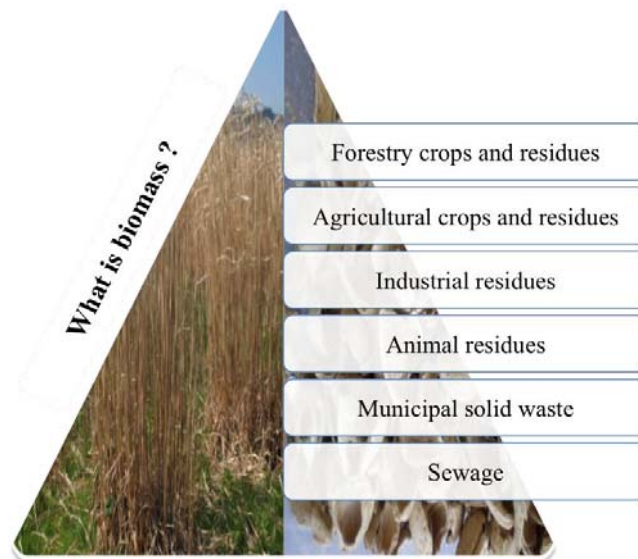 What is biomass ?
Forestry crops and residues
Agricultural crops and residues
Industrial residues
Animal residues
Municipal solid waste
Sewage